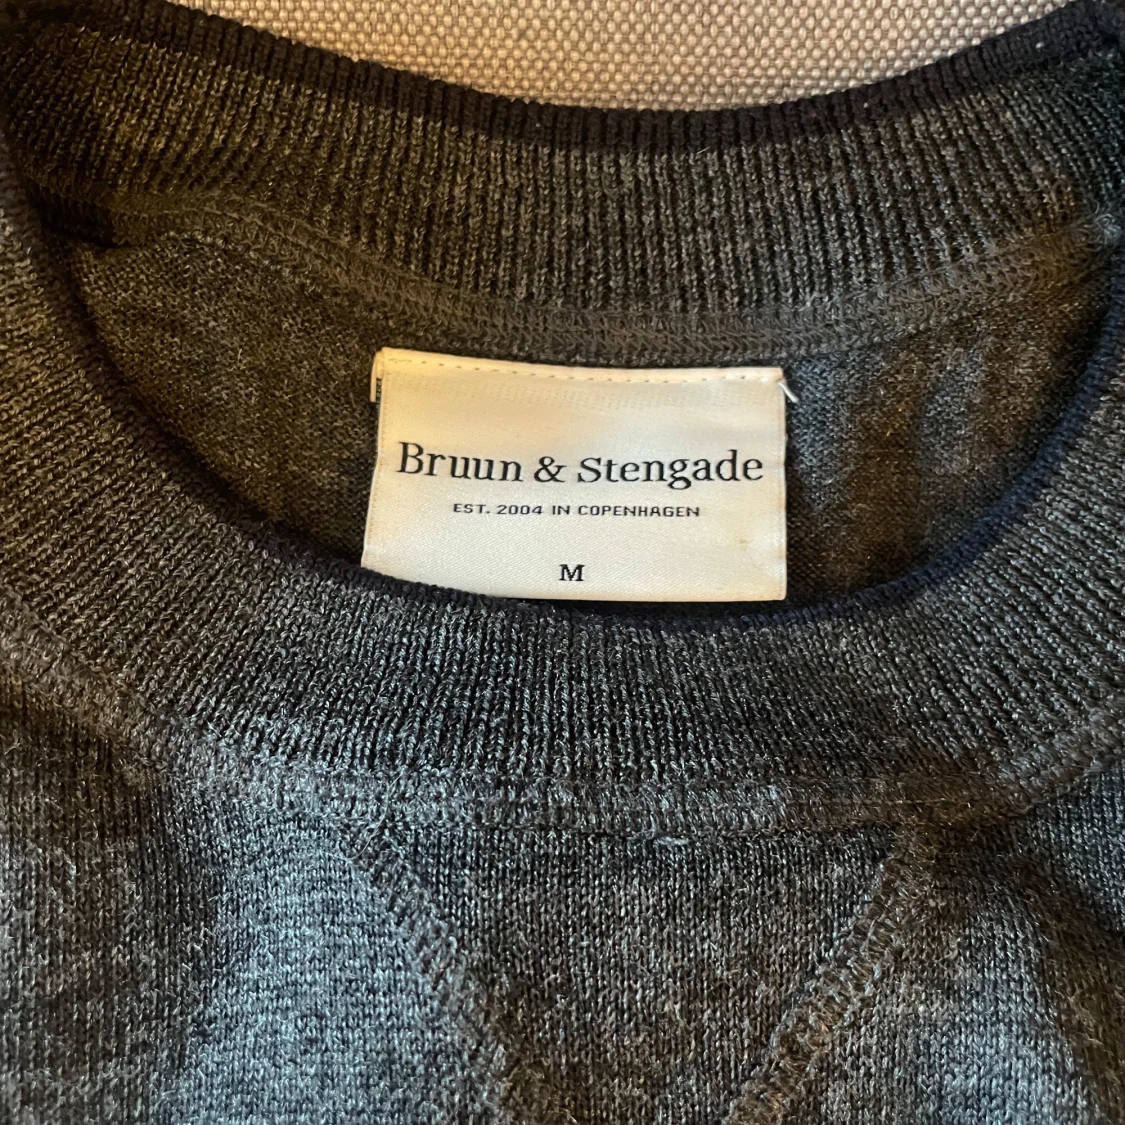 Bruun & Stengade
EST. 2004 IN COPENHAGEN
M